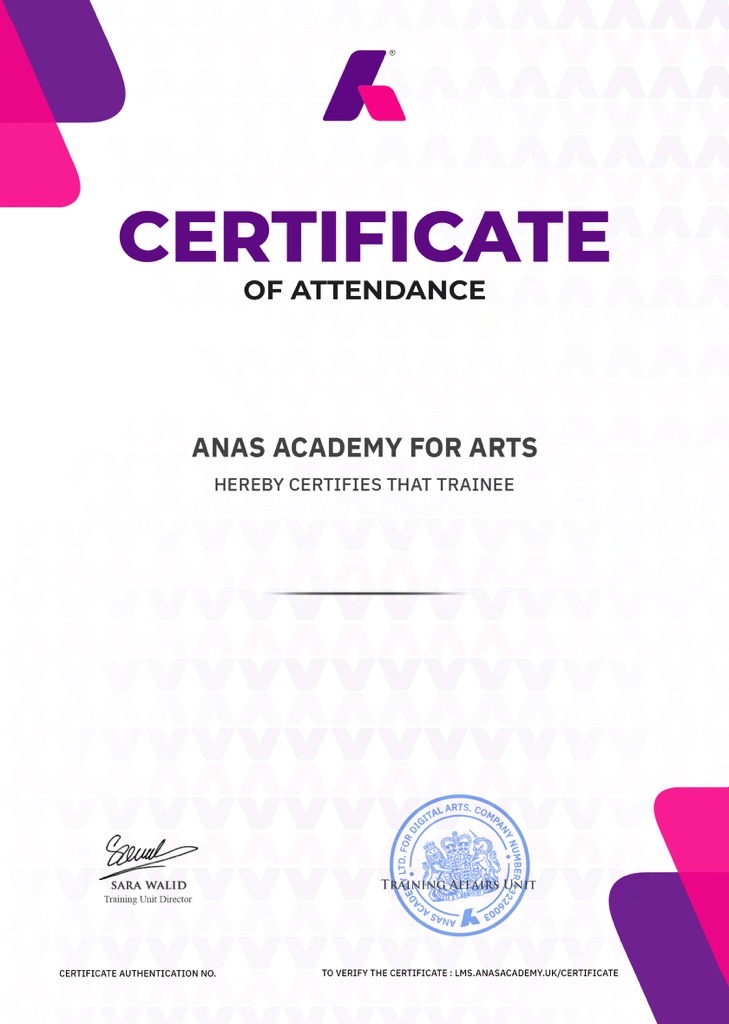 ®
CERTIFICATE
OF ATTENDANCE
ANAS ACADEMY FOR ARTS
HEREBY CERTIFIES THAT TRAINEE
SARA WALID
Training Unit Director
ANAS ACADEMY LTD. FOR DIGITAL ARTS. COMPANY NUMBER 13226003
TRAINING AFFAIRS UNIT
CERTIFICATE AUTHENTICATION NO.
TO VERIFY THE CERTIFICATE : LMS.ANASACADEMY.UK/CERTIFICATE